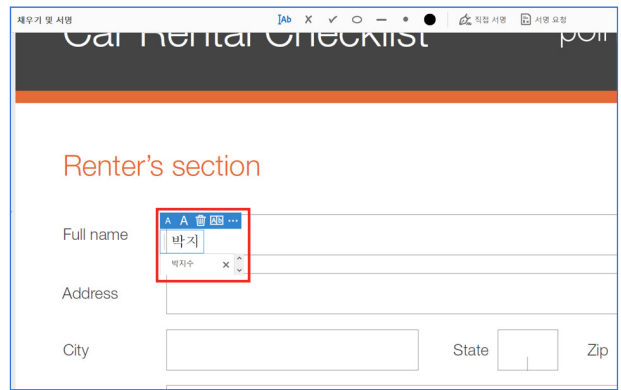 채우기 및 서명 Ab 직접 서명 서명 요청
Car Rental Checklist
Renter's section
A A Ab
Full name 박지
박지수
Address
City State Zip